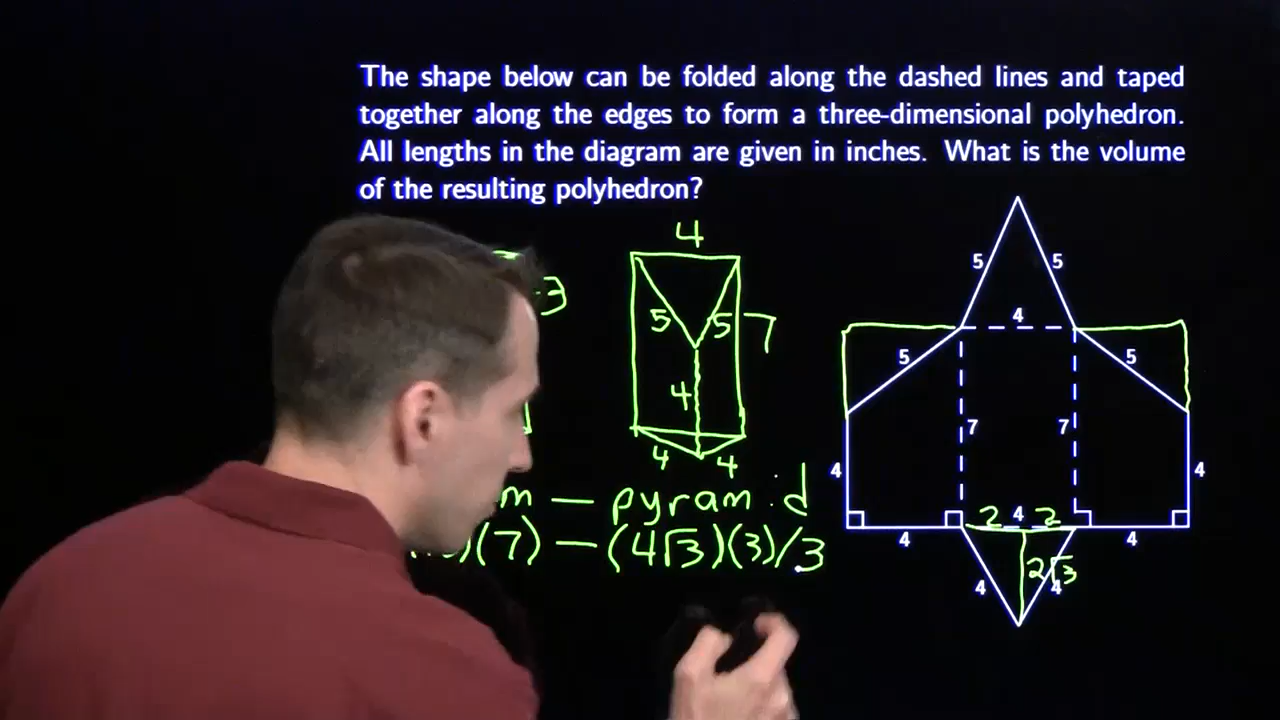 The shape below can be folded along the dashed lines and taped
together along the edges to form a three-dimensional polyhedron.
All lengths in the diagram are given in inches. What is the volume
of the resulting polyhedron?
4
5 5
3
5 5 7
4
5 5
4
4 4
7 7
4 4
m — pyramid
2 4 2
)(7) — (4√3)(3)/3
4 4
4 2√3 4